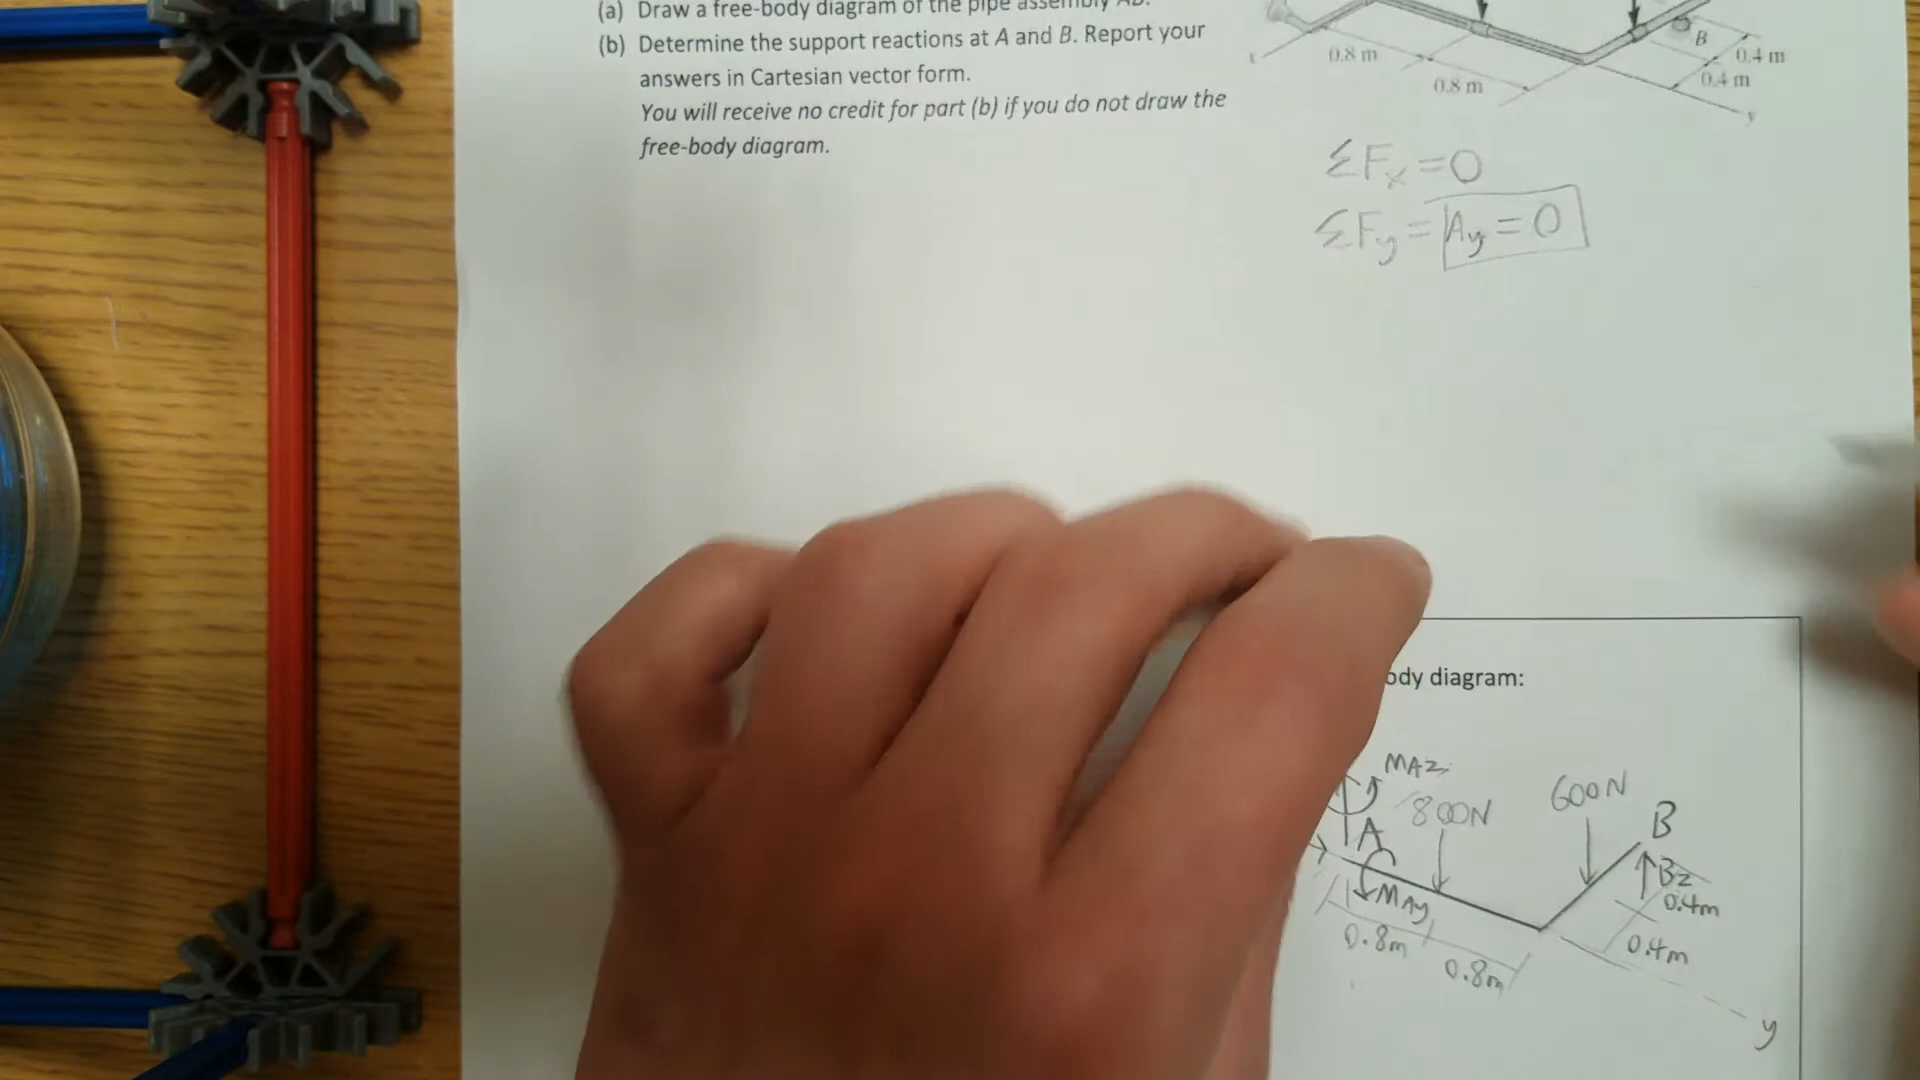 (a) Draw a free-body diagram of the pipe assembly AB.
(b) Determine the support reactions at A and B. Report your
answers in Cartesian vector form.
You will receive no credit for part (b) if you do not draw the
free-body diagram.
x
0.8 m
0.8 m
B
0.4 m
0.4 m
y
ΣFx=0
ΣFy=Ay=0
ody diagram:
MAz
800N
600N
B
A
Bz
MAy
0.4m
0.8m
0.4m
0.8m
y